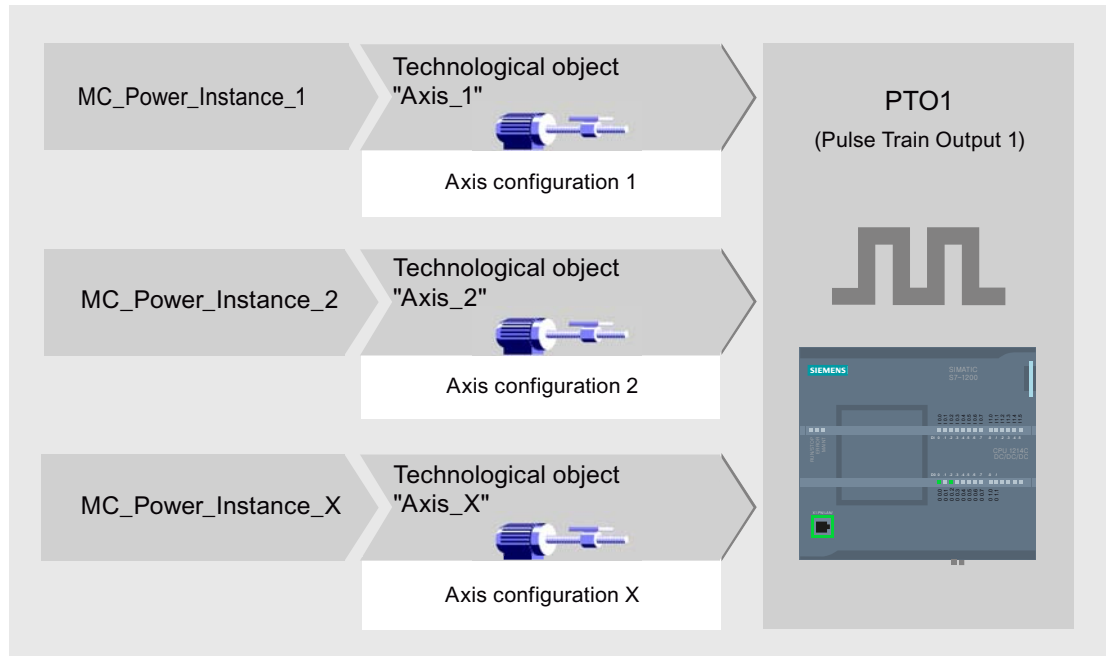 MC_Power_Instance_1
Technological object
"Axis_1"
Axis configuration 1
MC_Power_Instance_2
Technological object
"Axis_2"
Axis configuration 2
MC_Power_Instance_X
Technological object
"Axis_X"
Axis configuration X
PTO1
(Pulse Train Output 1)
SIEMENS
SIMATIC
S7-1200
CPU 1214C
DC/DC/DC